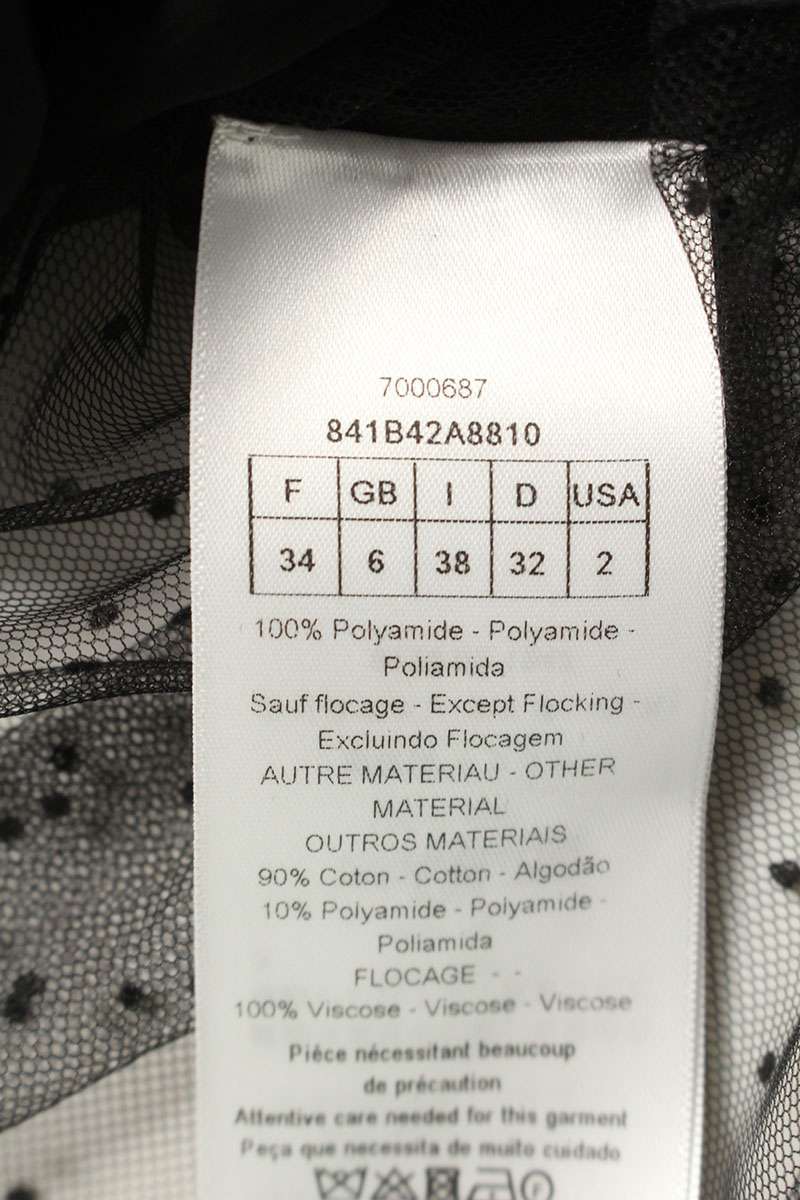 7000687
841B42A8810
F GB I D USA
34 6 38 32 2
100% Polyamide - Polyamide -
Poliamida
Sauf flocage - Except Flocking -
Excluindo Flocagem
AUTRE MATERIAU - OTHER
MATERIAL
OUTROS MATERIAIS
90% Coton - Cotton - Algodão
10% Polyamide - Polyamide -
Poliamida
FLOCAGE - -
100% Viscose - Viscose - Viscose
Pièce nécessitant beaucoup
de précaution
Attentive care needed for this garment
Peça que necessita de muito cuidado